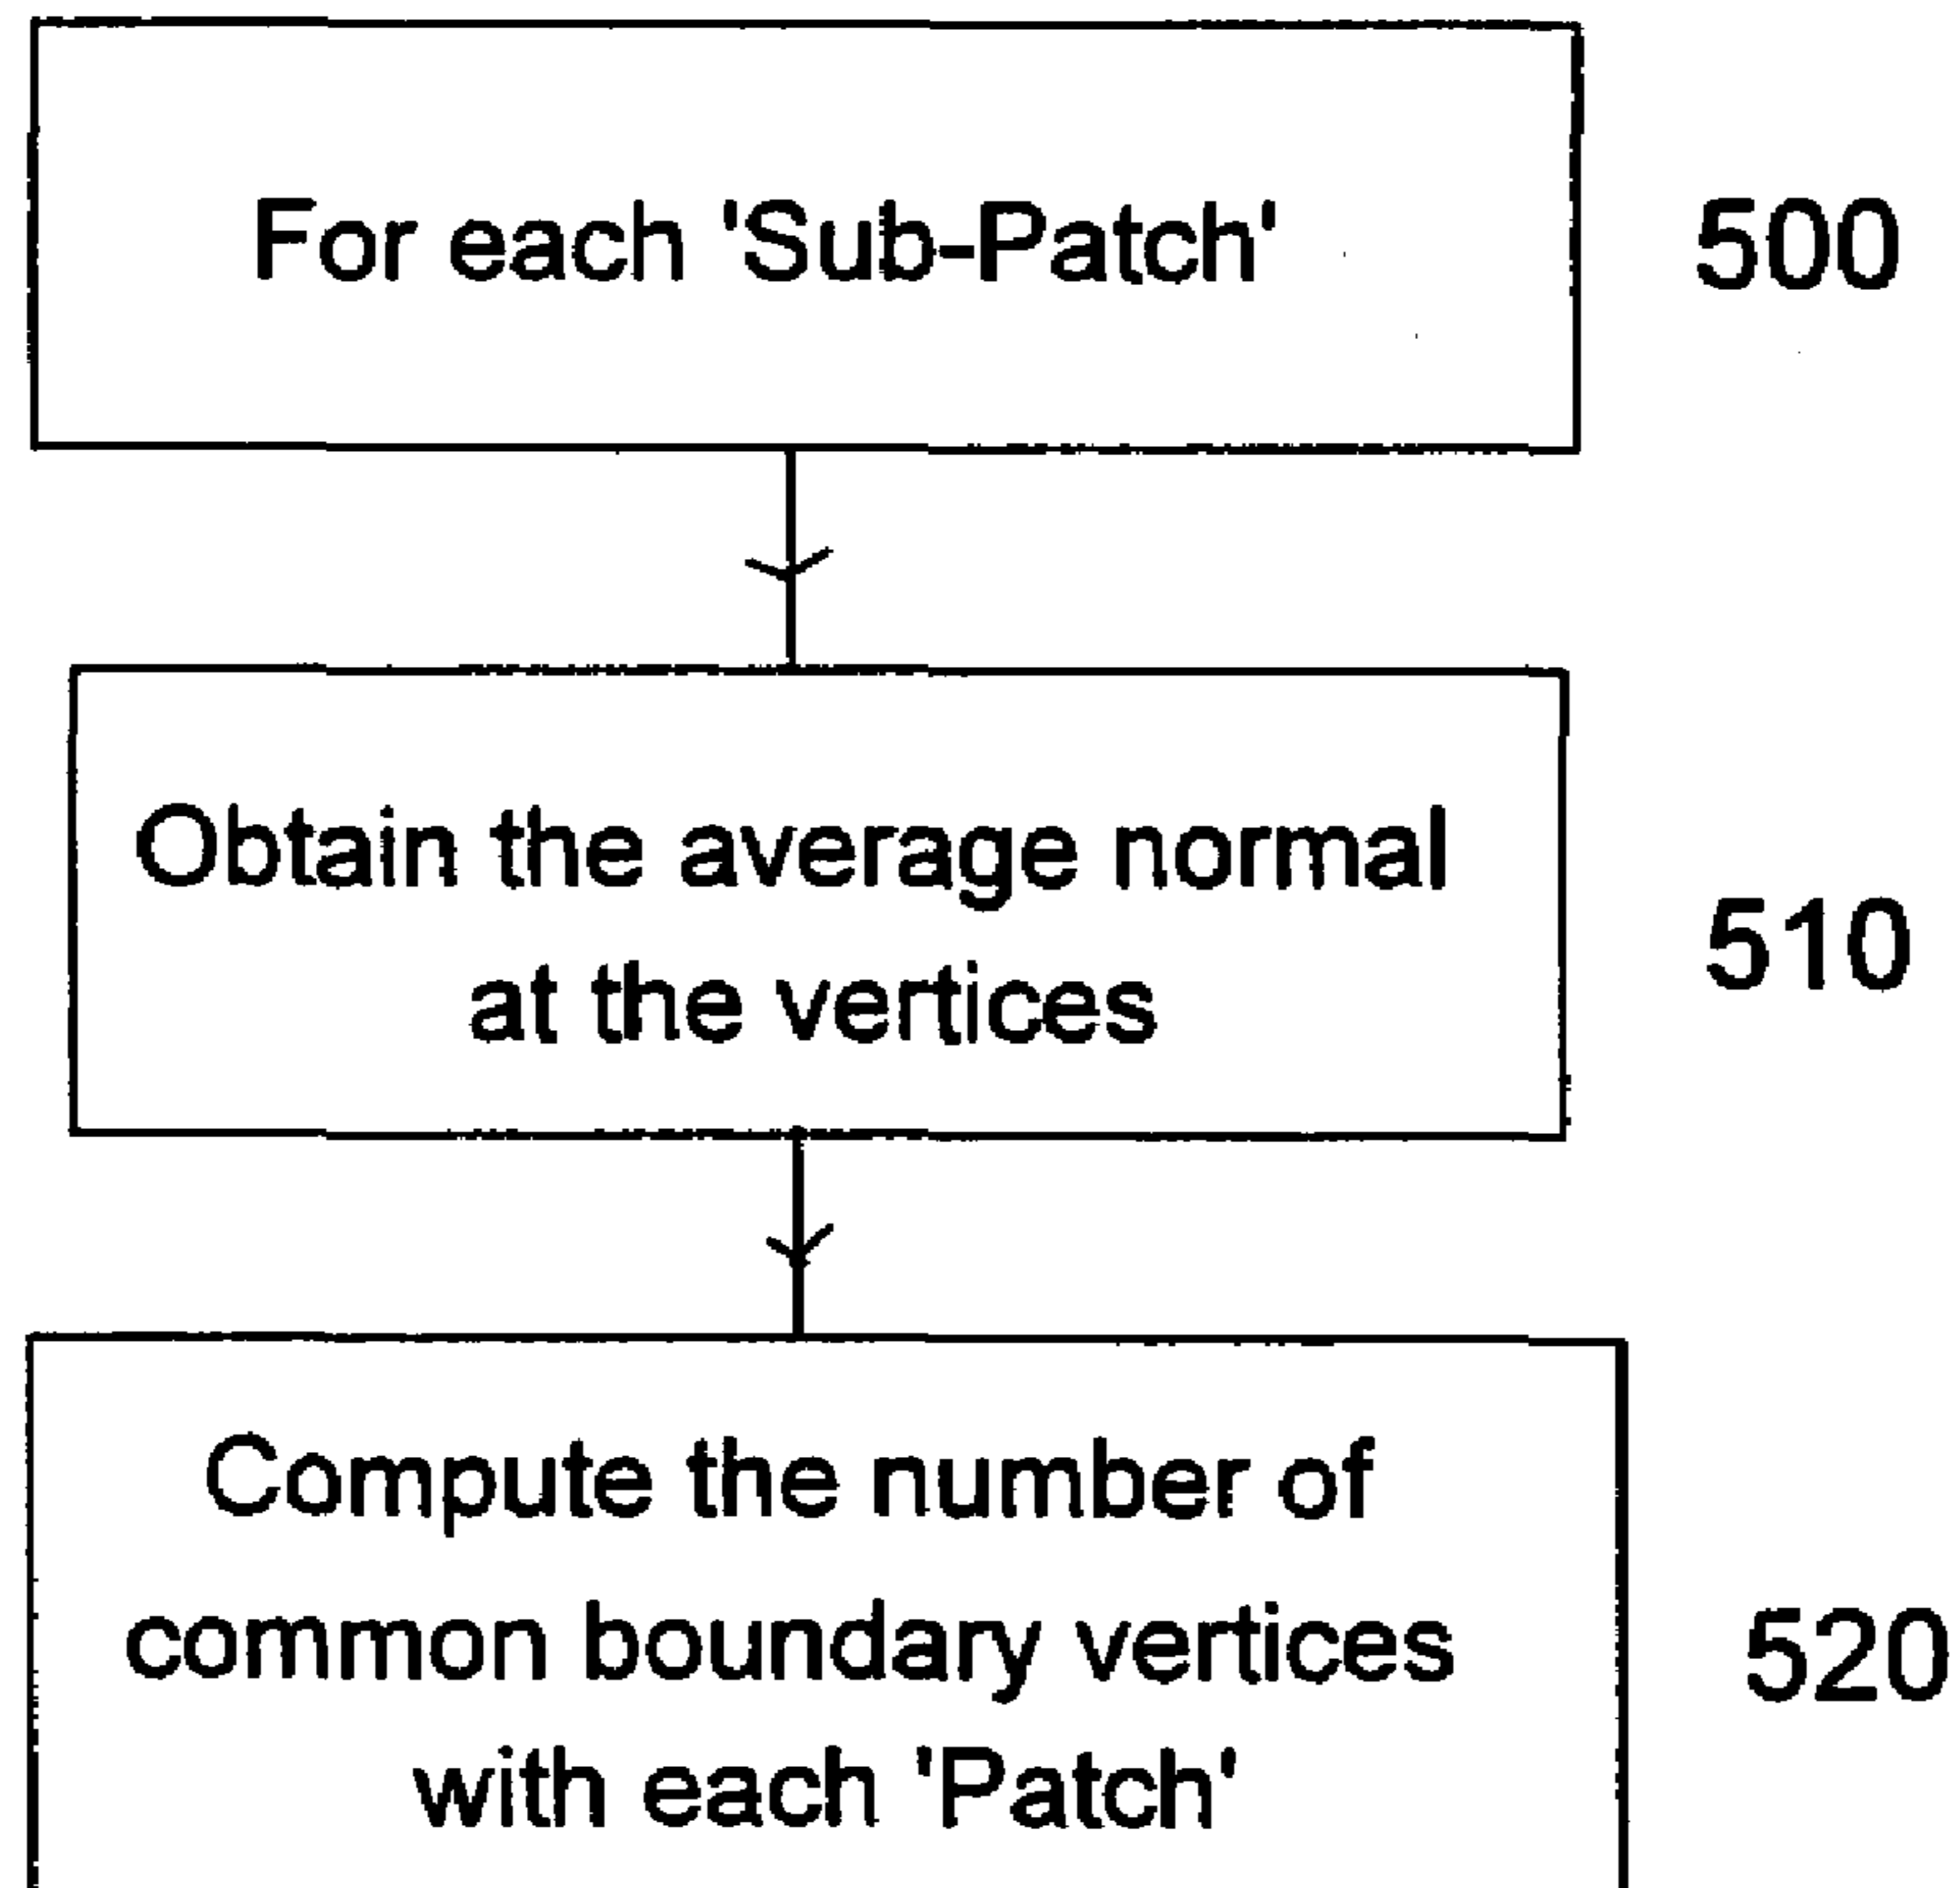 For each 'Sub-Patch'
500
Obtain the average normal
at the vertices
510
Compute the number of
common boundary vertices
with each 'Patch'
520